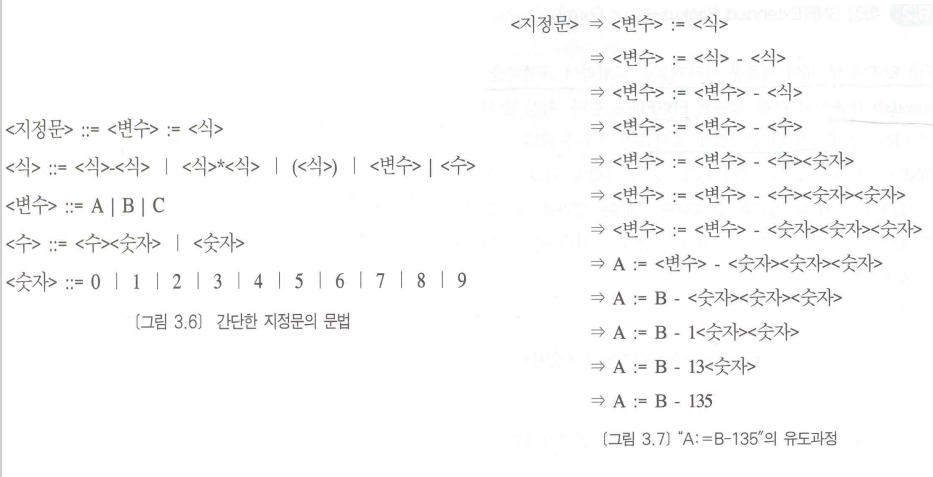 <지정문> ::= <변수> := <식>
<식> ::= <식>-<식> | <식>*<식> | (<식>) | <변수> | <수>
<변수> ::= A | B | C
<수> ::= <수><숫자> | <숫자>
<숫자> ::= 0 | 1 | 2 | 3 | 4 | 5 | 6 | 7 | 8 | 9
〔그림 3.6〕 간단한 지정문의 문법
<지정문> ⇒ <변수> := <식>
⇒ <변수> := <식> - <식>
⇒ <변수> := <변수> - <식>
⇒ <변수> := <변수> - <수>
⇒ <변수> := <변수> - <수><숫자>
⇒ <변수> := <변수> - <수><숫자><숫자>
⇒ <변수> := <변수> - <숫자><숫자><숫자>
⇒ A := <변수> - <숫자><숫자><숫자>
⇒ A := B - <숫자><숫자><숫자>
⇒ A := B - 1<숫자><숫자>
⇒ A := B - 13<숫자>
⇒ A := B - 135
〔그림 3.7〕 "A:=B-135"의 유도과정